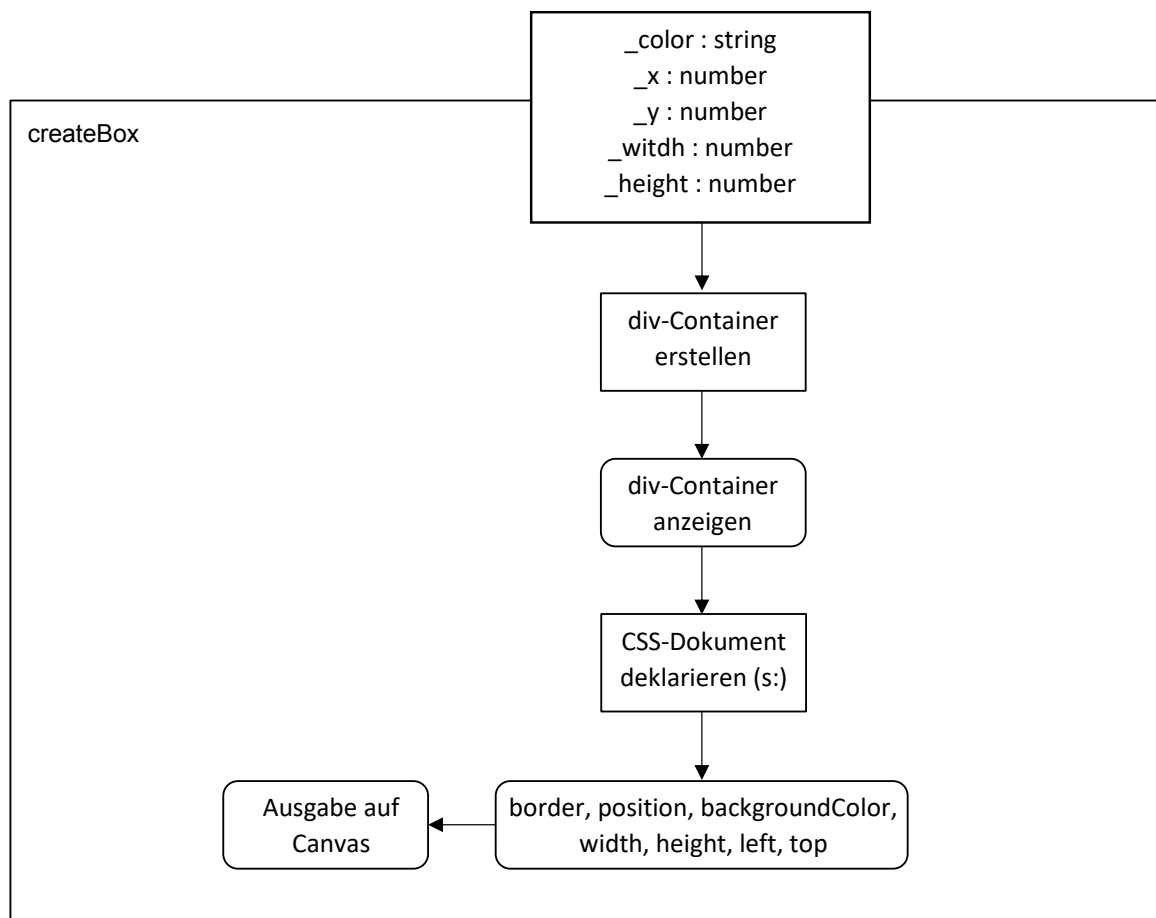 _color : string
_x : number
_y : number
_witdh : number
_height : number
createBox
div-Container
erstellen
div-Container
anzeigen
CSS-Dokument
deklarieren (s:)
border, position, backgroundColor,
width, height, left, top
Ausgabe auf
Canvas